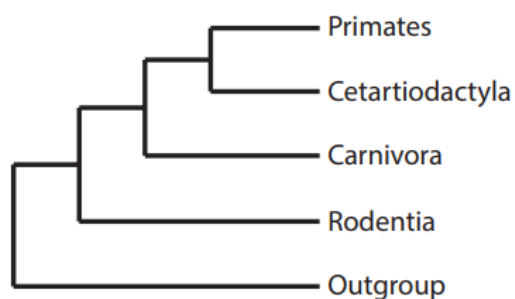 Primates
Cetartiodactyla
Carnivora
Rodentia
Outgroup